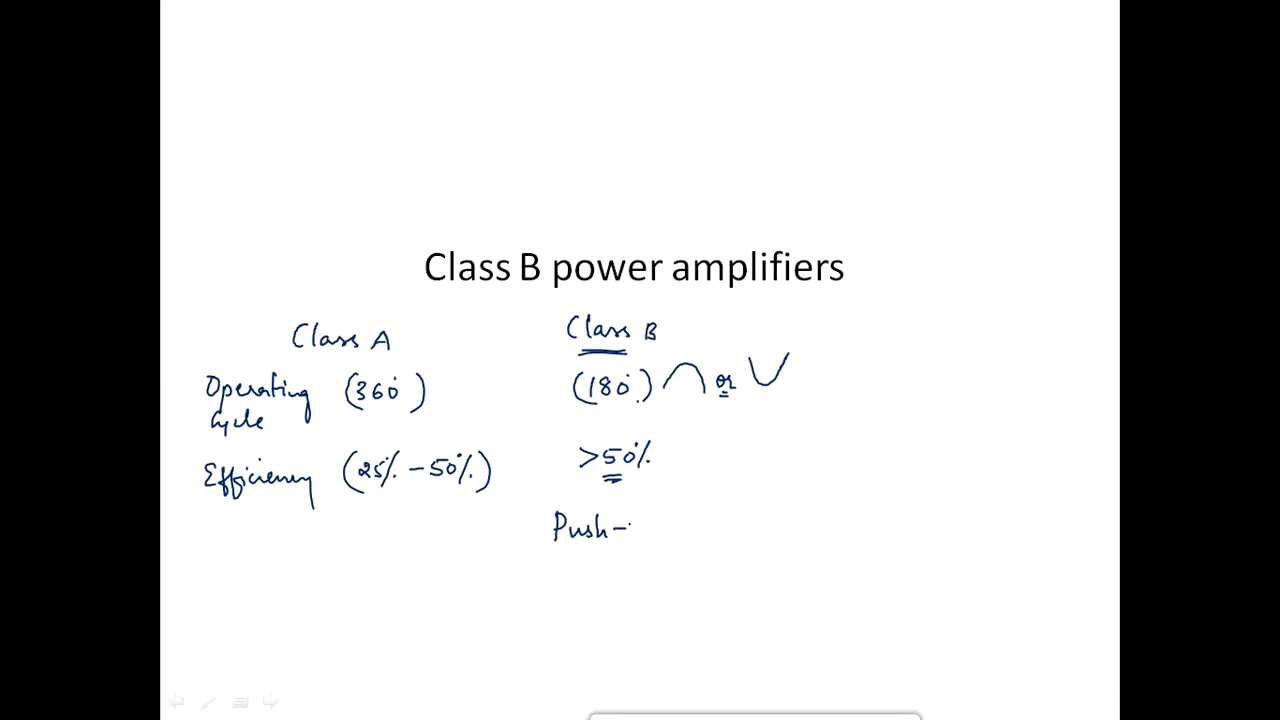 Class B power amplifiers
Class A Class B
Operating (360°) (180°) or
Cycle
Efficiency (25% - 50%) >50%
Push-